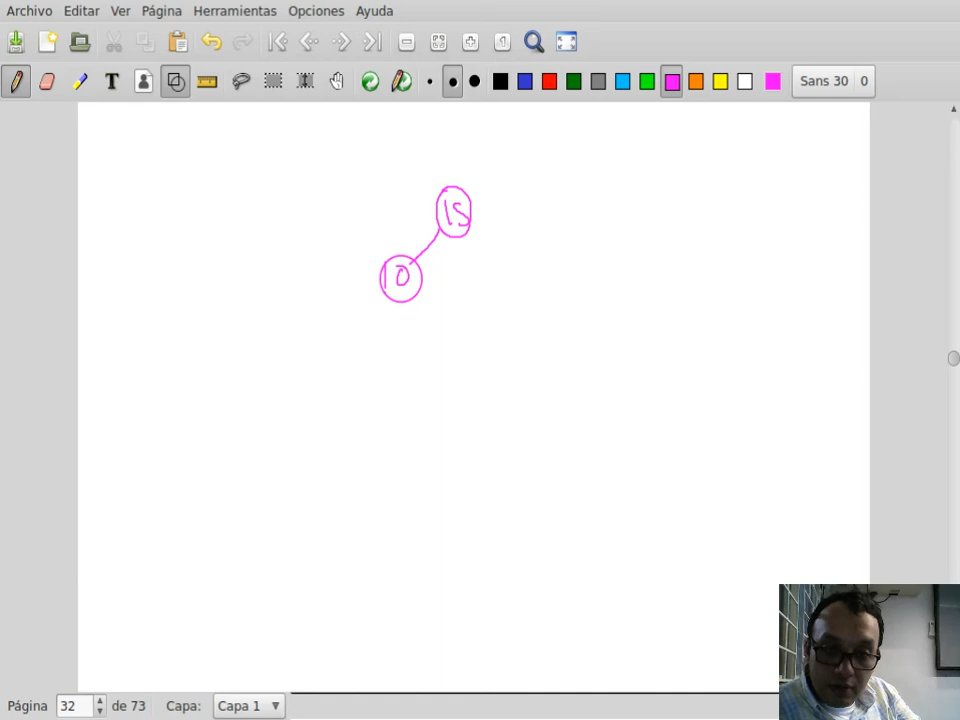 Archivo Editar Ver Página Herramientas Opciones Ayuda
T Sans 30 0
15
10
Página 32 de 73 Capa: Capa 1